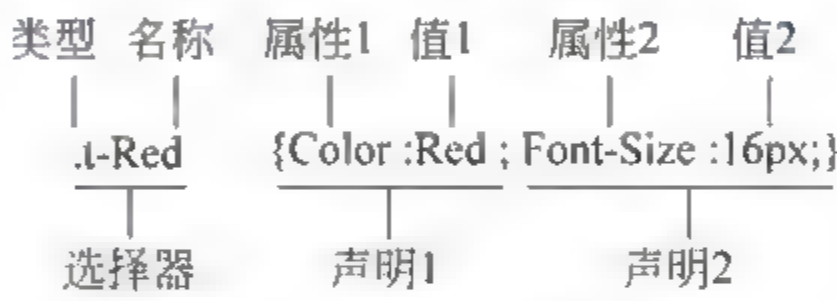 类型 名称 属性1 值1 属性2 值2
.t-Red {Color :Red ; Font-Size :16px;}
选择器 声明1 声明2